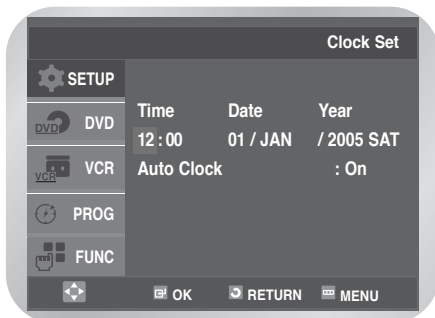 Clock Set
SETUP
DVD DVD
VCR VCR
PROG
FUNC
Time Date Year
12 : 00 01 / JAN / 2005 SAT
Auto Clock : On
OK RETURN MENU